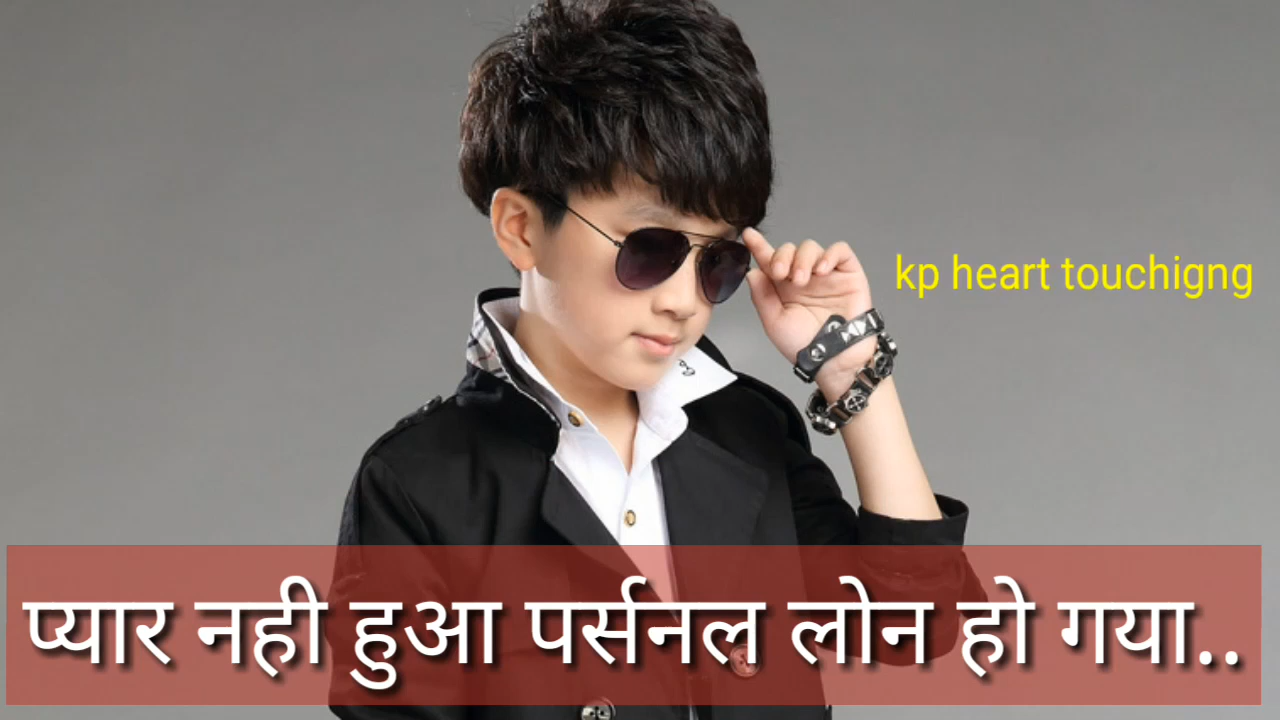 kp heart touchigng
प्यार नही हुआ पर्सनल लोन हो गया..